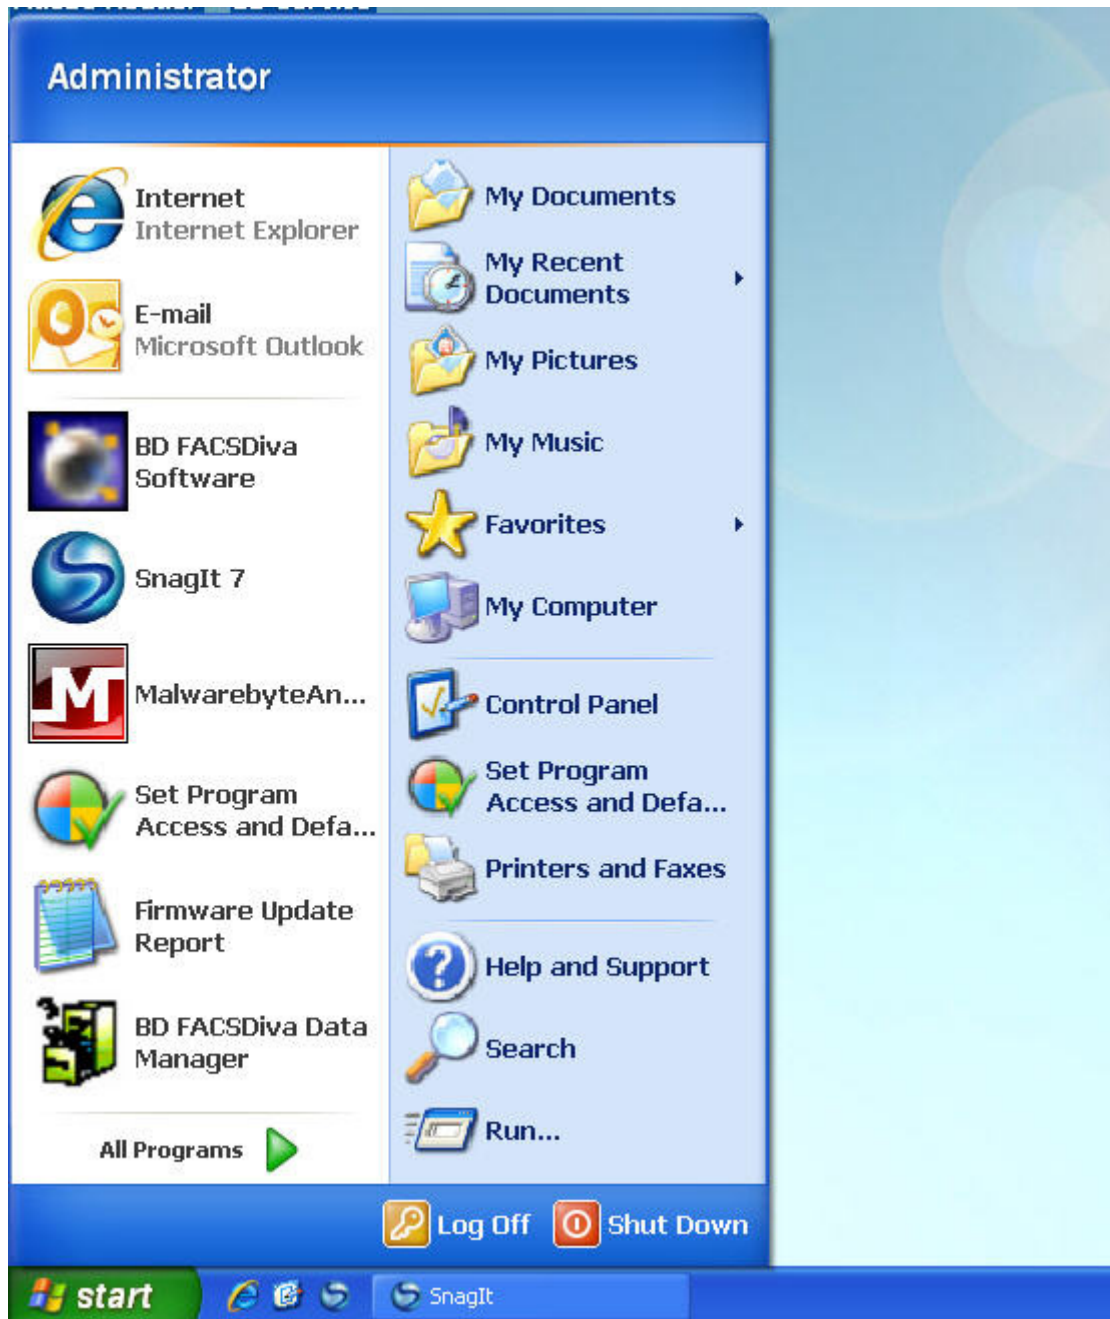 Administrator
Internet
Internet Explorer
E-mail
Microsoft Outlook
BD FACSDiva
Software
SnagIt 7
MalwarebyteAn...
Set Program
Access and Defa...
Firmware Update
Report
BD FACSDiva Data
Manager
All Programs
My Documents
My Recent
Documents
My Pictures
My Music
Favorites
My Computer
Control Panel
Set Program
Access and Defa...
Printers and Faxes
Help and Support
Search
Run...
Log Off
Shut Down
start
SnagIt